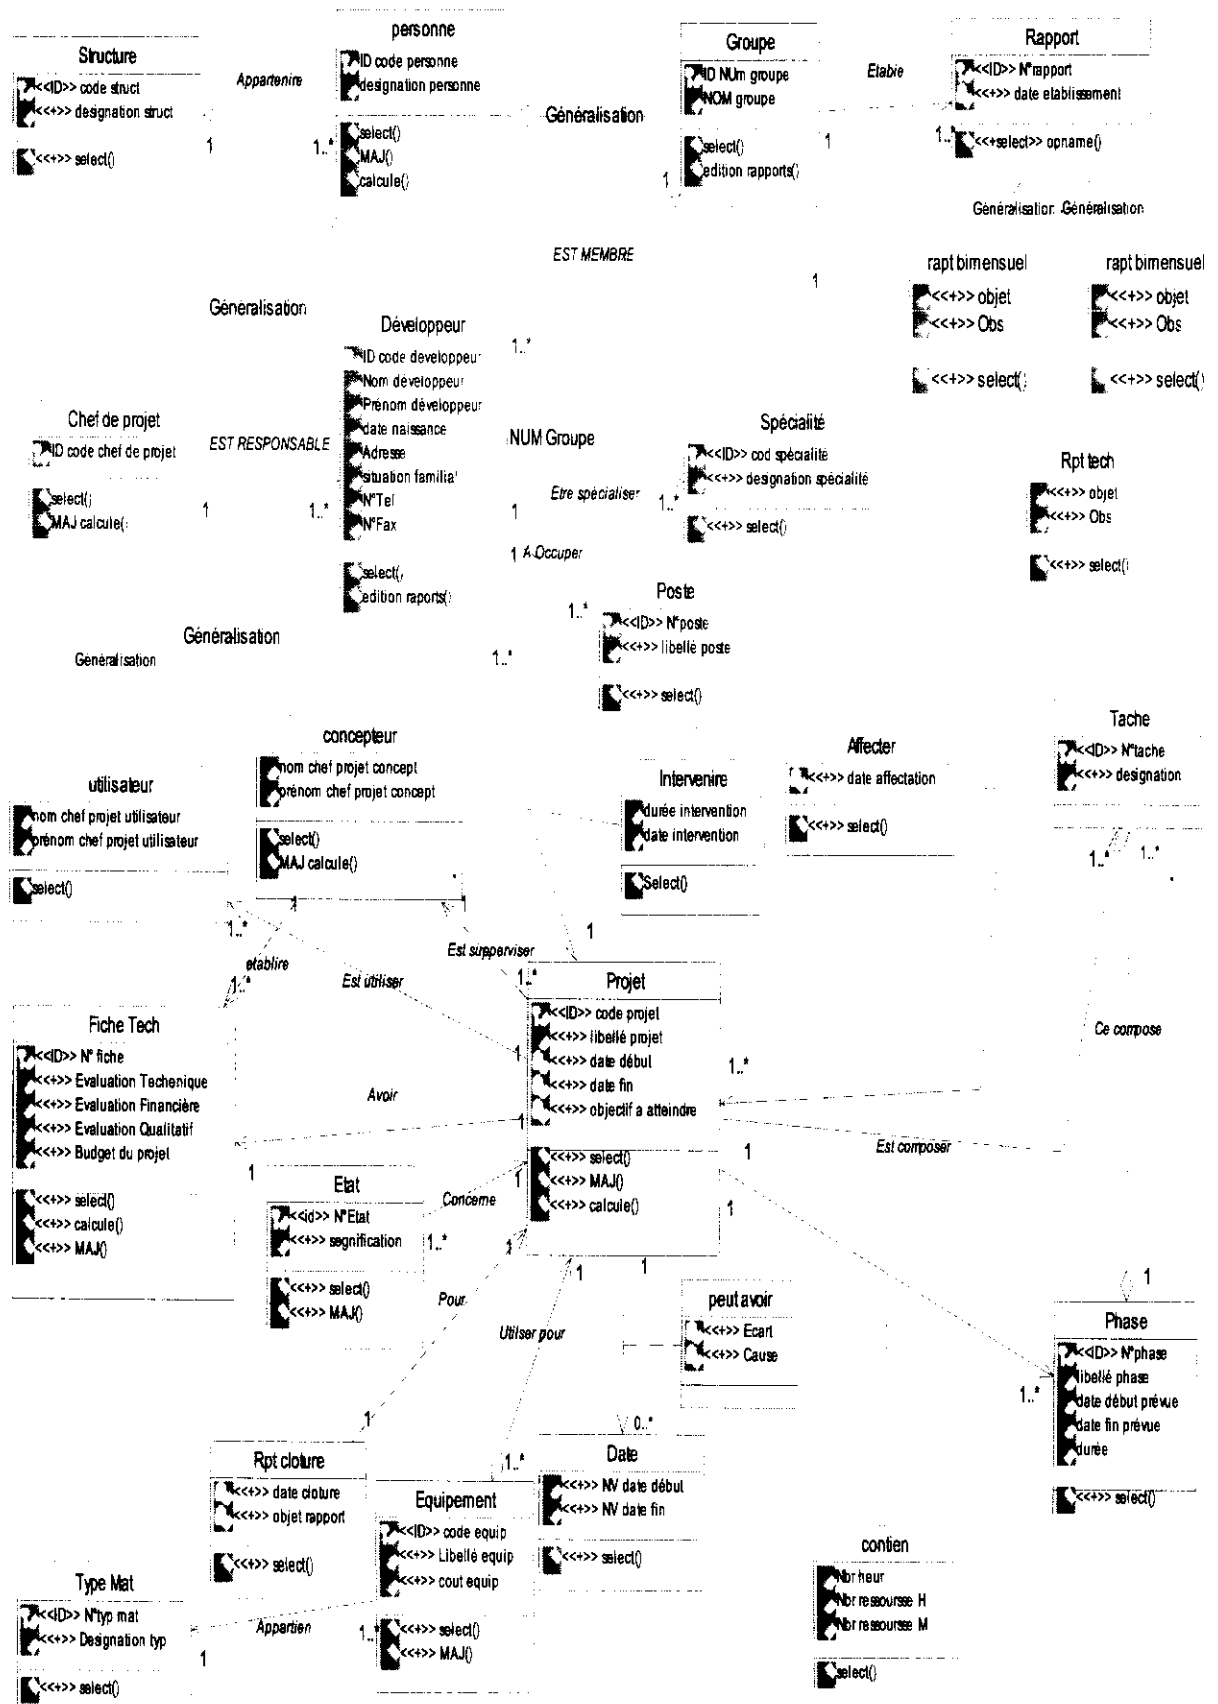 Structure
<<ID>> code struct
<<+>> designation struct
<<+>> select()
Appartenire
1
1..*
personne
ID code personne
designation personne
select()
MAJ()
calcule()
Généralisation
Groupe
ID NUm groupe
NOM groupe
select()
edition rapports()
1
Etabie
1
1..*
Rapport
<<ID>> N°rapport
<<+>> date etablissement
<<+select>> opname()
Généralisation
Généralisation
EST MEMBRE
1
1..*
rapt bimensuel
<<+>> objet
<<+>> Obs
<<+>> select()
rapt bimensuel
<<+>> objet
<<+>> Obs
<<+>> select()
Généralisation
Développeur
ID code developpeur
Nom développeur
Prénom développeur
date naissance
Adresse
situation familial
N°Tel
N°Fax
select()
edition raports()
Chef de projet
ID code chef de projet
select()
MAJ calcule()
EST RESPONSABLE
1
1..*
NUM Groupe
Etre spécialiser
1
1..*
Spécialité
<<ID>> cod spécialite
<<+>> designation spécialité
<<+>> select()
Rpt tech
<<+>> objet
<<+>> Obs
<<+>> select()
1
A Occuper
1..*
Poste
<<ID>> N°poste
<<+>> libellé poste
<<+>> select()
Généralisation
Généralisation
1..*
utilisateur
nom chef projet utilisateur
prénom chef projet utilisateur
select()
concepteur
nom chef projet concept
prénom chef projet concept
select()
MAJ calcule()
Intervenire
durée intervention
date intervention
Select()
Affecter
<<+>> date affectation
<<+>> select()
Tache
<<ID>> N°tache
<<+>> designation
1..*
1..*
1..*
1
1
1
etablire
1..*
Est utiliser
Est supperviser
1..*
Projet
<<ID>> code projet
<<+>> libellé projet
<<+>> date début
<<+>> date fin
<<+>> objectif a atteindre
<<+>> select()
<<+>> MAJ()
<<+>> calcule()
1..*
Ce compose
Est composer
1
1
Fiche Tech
<<ID>> N° fiche
<<+>> Evaluation Techenique
<<+>> Evaluation Financière
<<+>> Evaluation Qualitatif
<<+>> Budget du projet
<<+>> select()
<<+>> calcule()
<<+>> MAJ()
Avoir
1
1
Etat
<<id>> N°Etat
<<+>> segnification
<<+>> select()
<<+>> MAJ()
Concerne
1
1..*
1
Pour
1
Utilser pour
1
1
peut avoir
<<+>> Ecart
<<+>> Cause
1
Phase
<<ID>> N°phase
libellé phase
date début prévue
date fin prévue
durée
<<+>> select()
1..*
0..*
Rpt cloture
<<+>> date cloture
<<+>> objet rapport
<<+>> select()
1..*
Equipement
<<ID>> code equip
<<+>> Libellé equip
<<+>> cout equip
<<+>> select()
<<+>> MAJ()
Date
<<+>> NV date début
<<+>> NV date fin
<<+>> select()
contien
Nbr heur
Nbr ressoursse H
Nbr ressoursse M
select()
Type Mat
<<ID>> N°typ mat
<<+>> Designation typ
<<+>> select()
Appartien
1
1..*